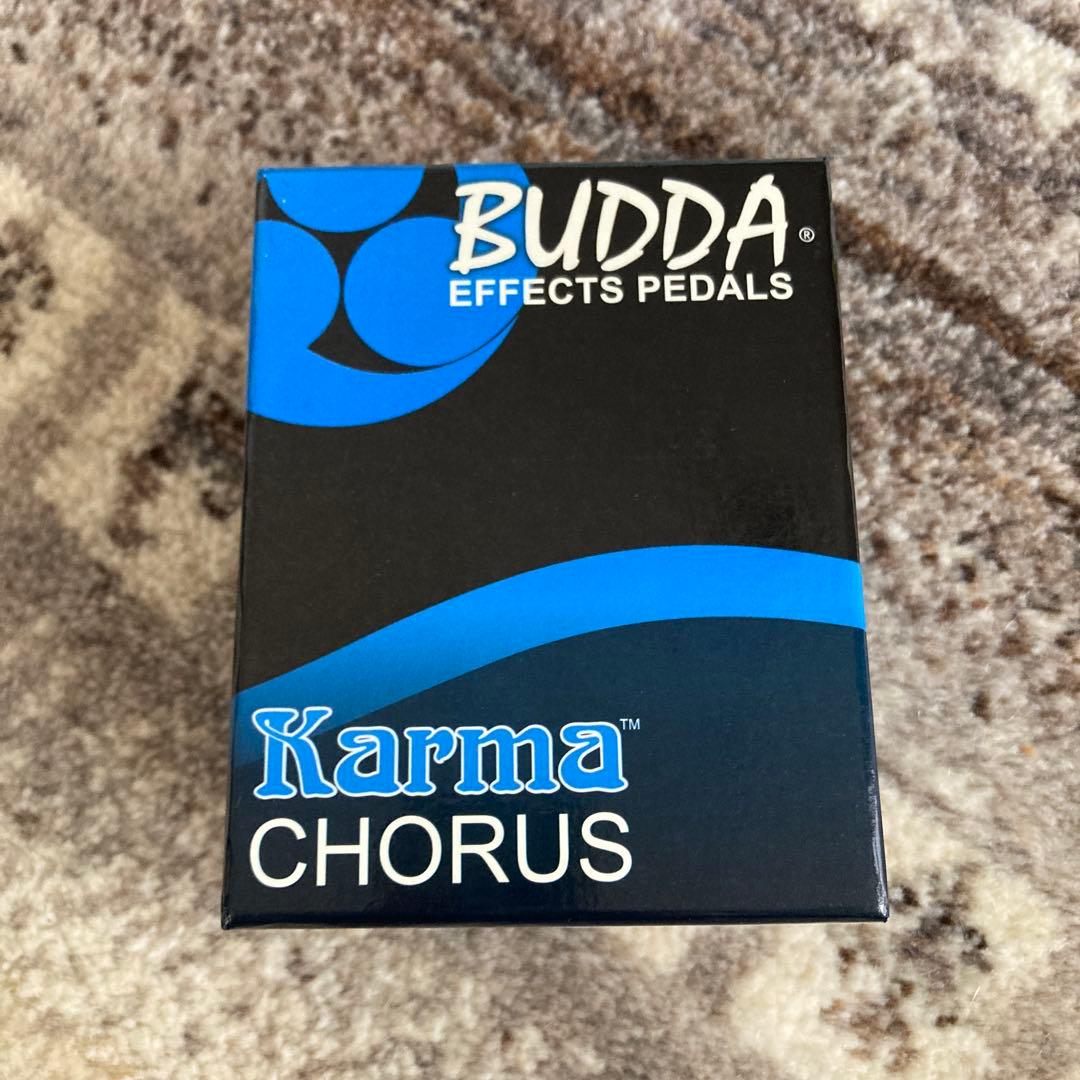 BUDDA®
EFFECTS PEDALS
Karma™
CHORUS